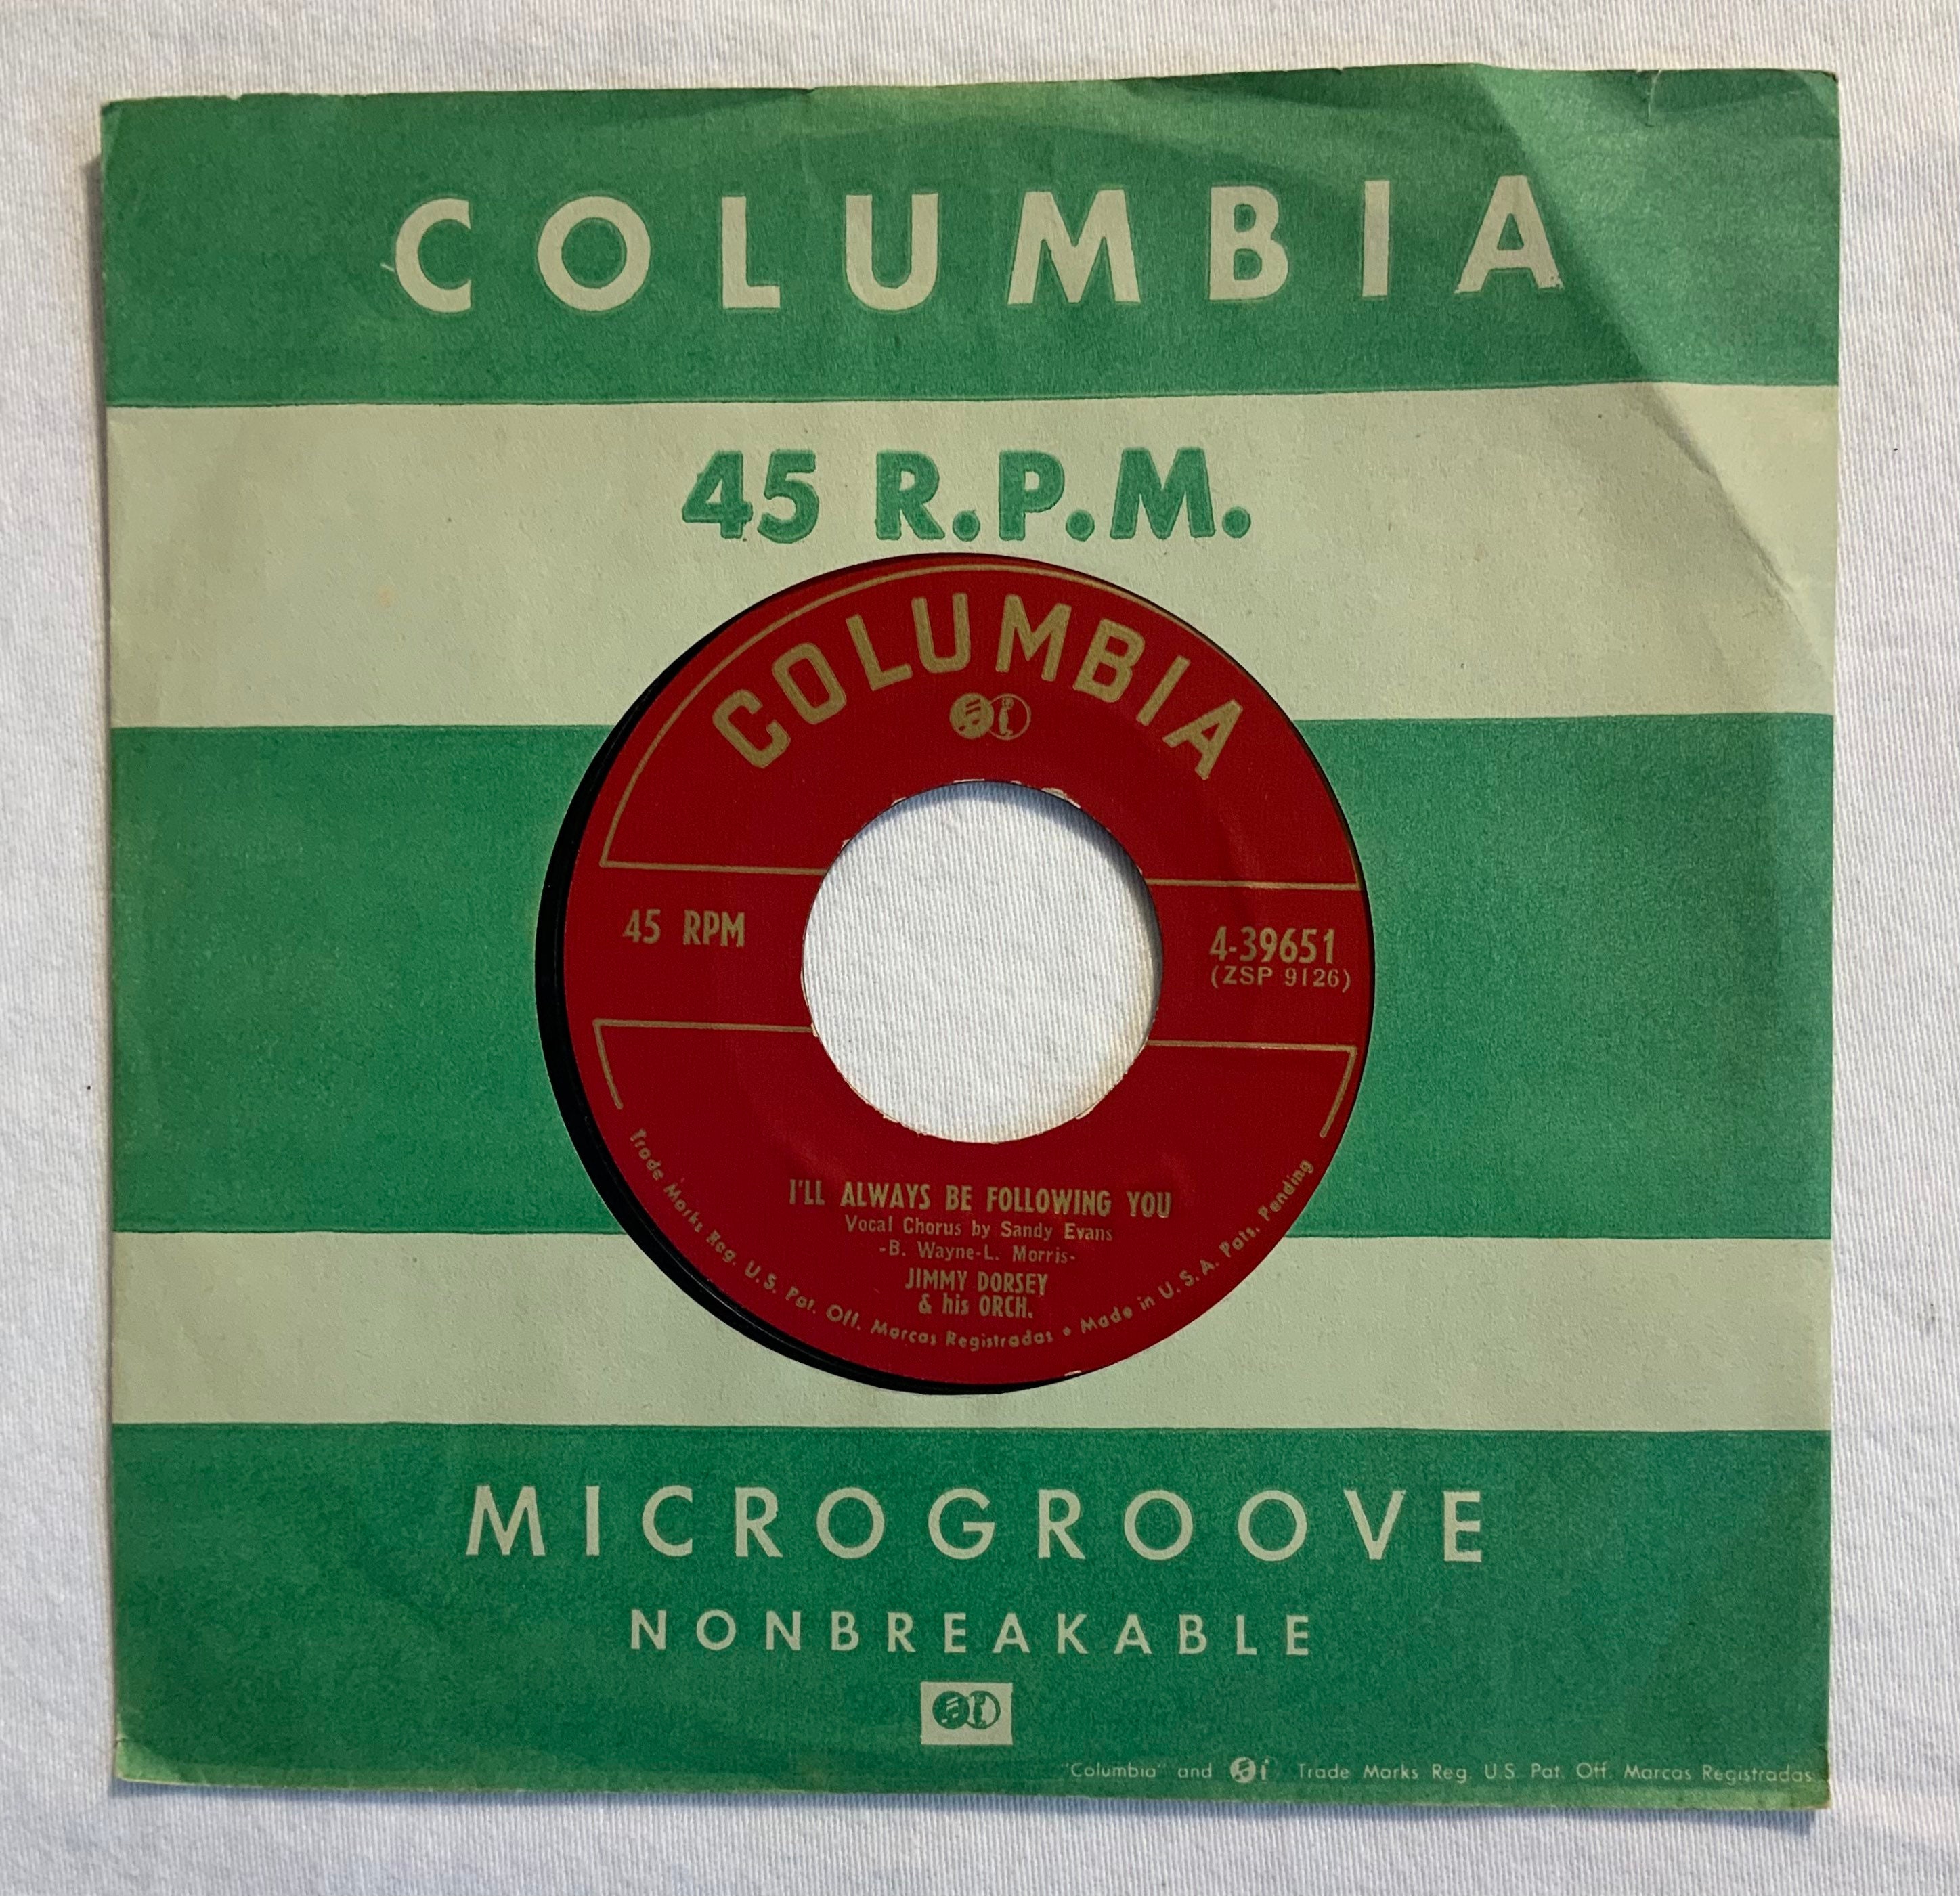 COLUMBIA
45 R.P.M.
COLUMBIA
45 RPM
4-39651
(ZSP 9126)
I'LL ALWAYS BE FOLLOWING YOU
Vocal Chorus by Sandy Evans
-B. Wayne-L. Morris-
JIMMY DORSEY
& his ORCH.
Trade Marks Reg. U.S. Pat. Off. Marcas Registradas • Made in U.S.A. Pats. Pending
MICROGROOVE
NONBREAKABLE
"Columbia" and Trade Marks Reg. U.S. Pat. Off. Marcas Registradas